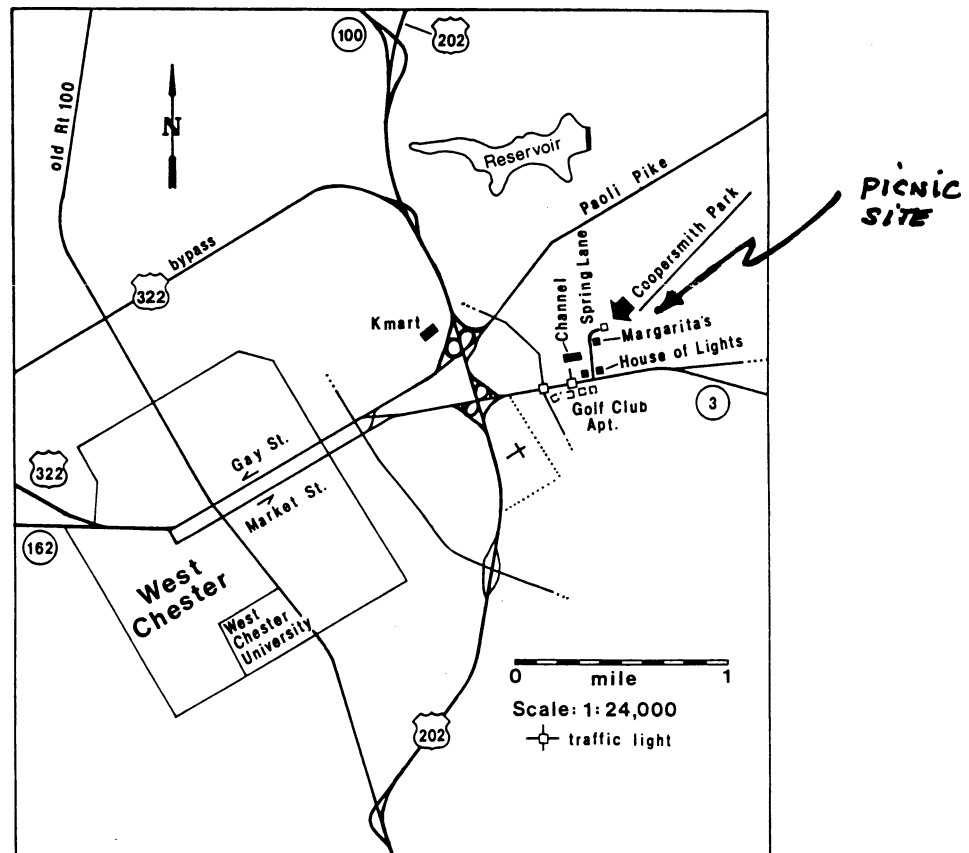 100
202
old Rt 100
N
Reservoir
Paoli Pike
PICNIC
SITE
bypass
322
Coopersmith Park
Spring Lane
Channel
Kmart
Margarita's
House of Lights
3
Golf Club
Apt.
Gay St.
Market St.
322
162
West
Chester
West
Chester
University
0 1
mile
Scale: 1:24,000
traffic light
202